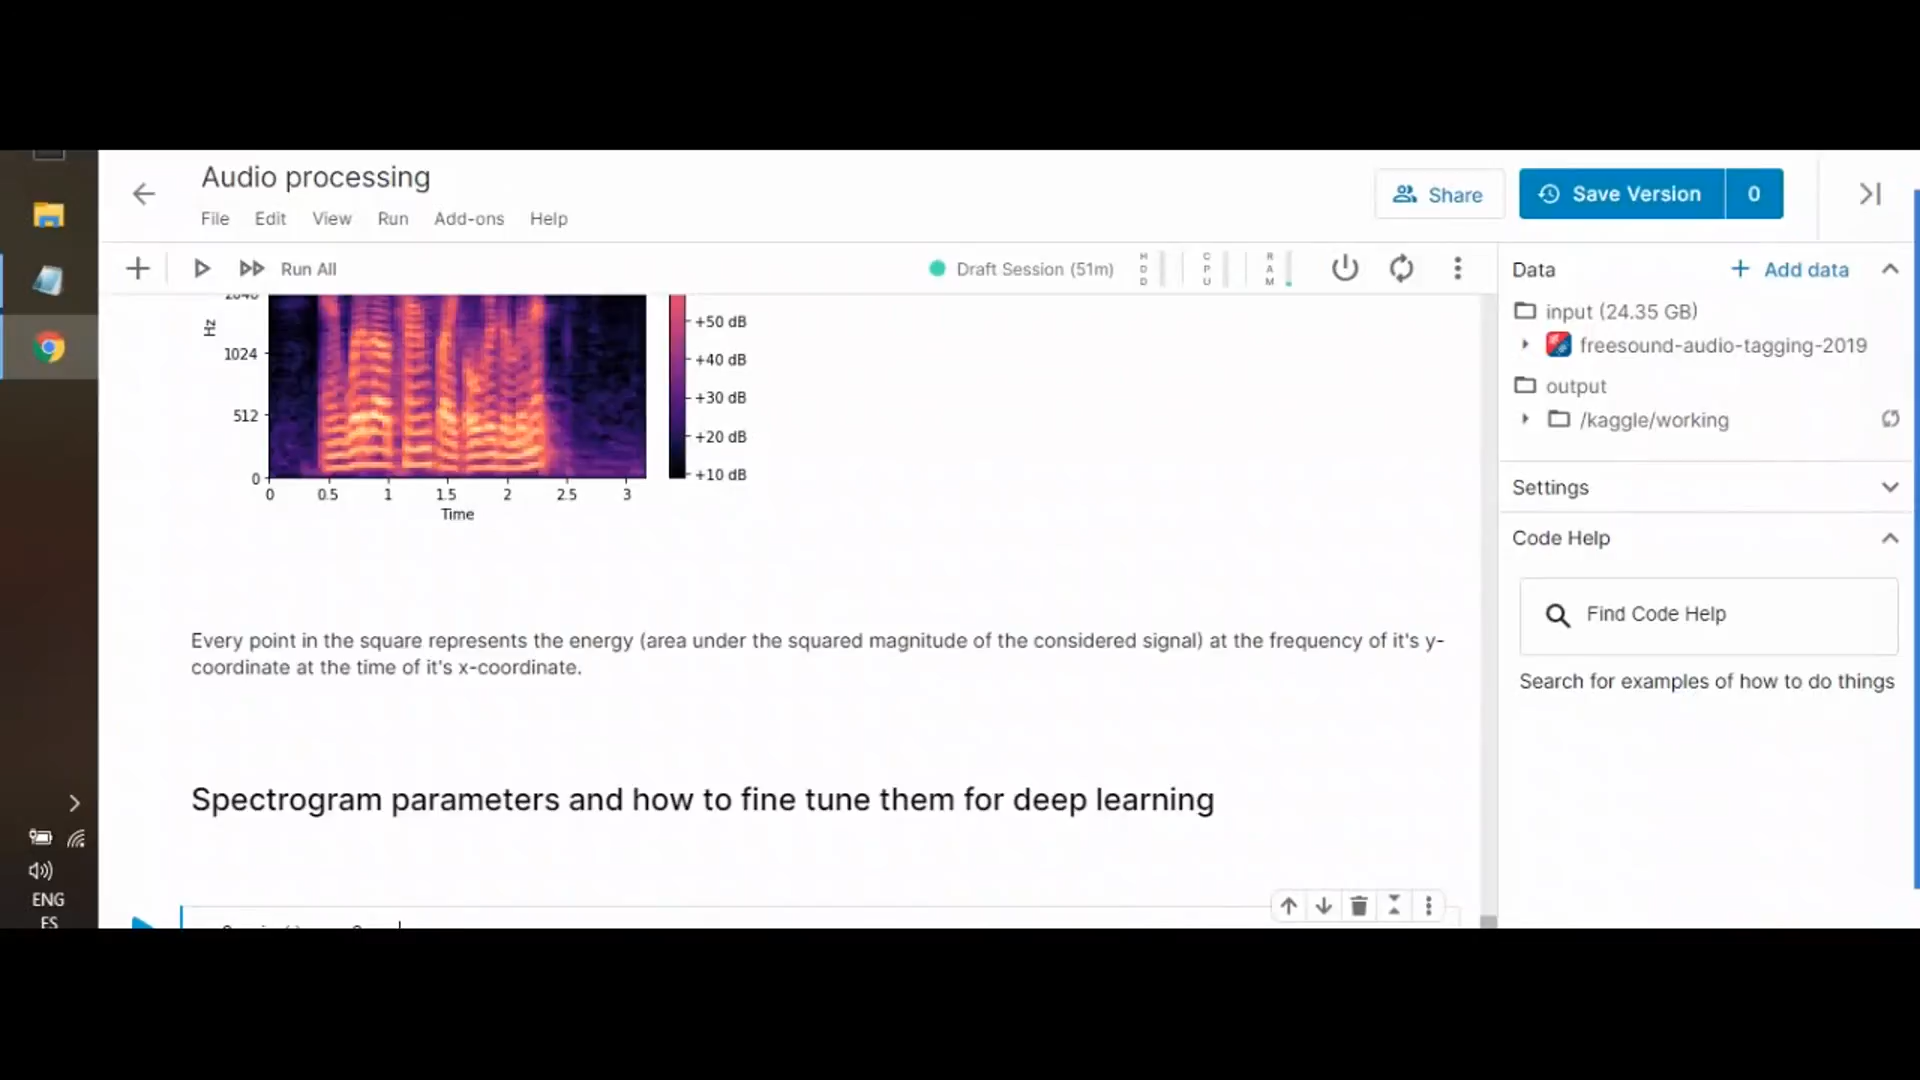 Audio processing
File Edit View Run Add-ons Help
Share
Save Version 0
Run All
Draft Session (51m)
HDD
CPU
RAM
Hz
2048
1024
512
0
0 0.5 1 1.5 2 2.5 3
Time
+50 dB
+40 dB
+30 dB
+20 dB
+10 dB
Every point in the square represents the energy (area under the squared magnitude of the considered signal) at the frequency of it's y-
coordinate at the time of it's x-coordinate.
Spectrogram parameters and how to fine tune them for deep learning
Data
Add data
input (24.35 GB)
freesound-audio-tagging-2019
output
/kaggle/working
Settings
Code Help
Find Code Help
Search for examples of how to do things
ENG
ES